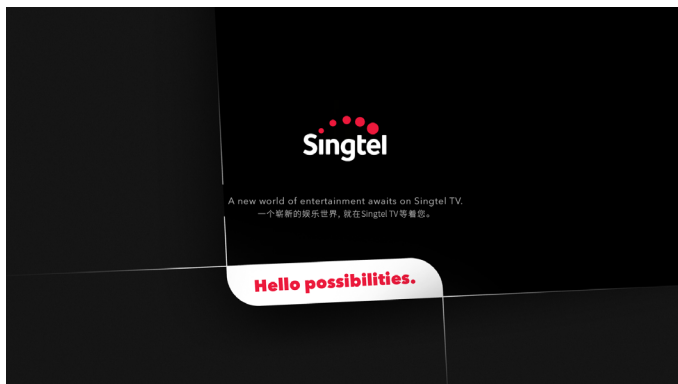 Singtel
A new world of entertainment awaits on Singtel TV.
一个崭新的娱乐世界, 就在Singtel TV等着您。
Hello possibilities.